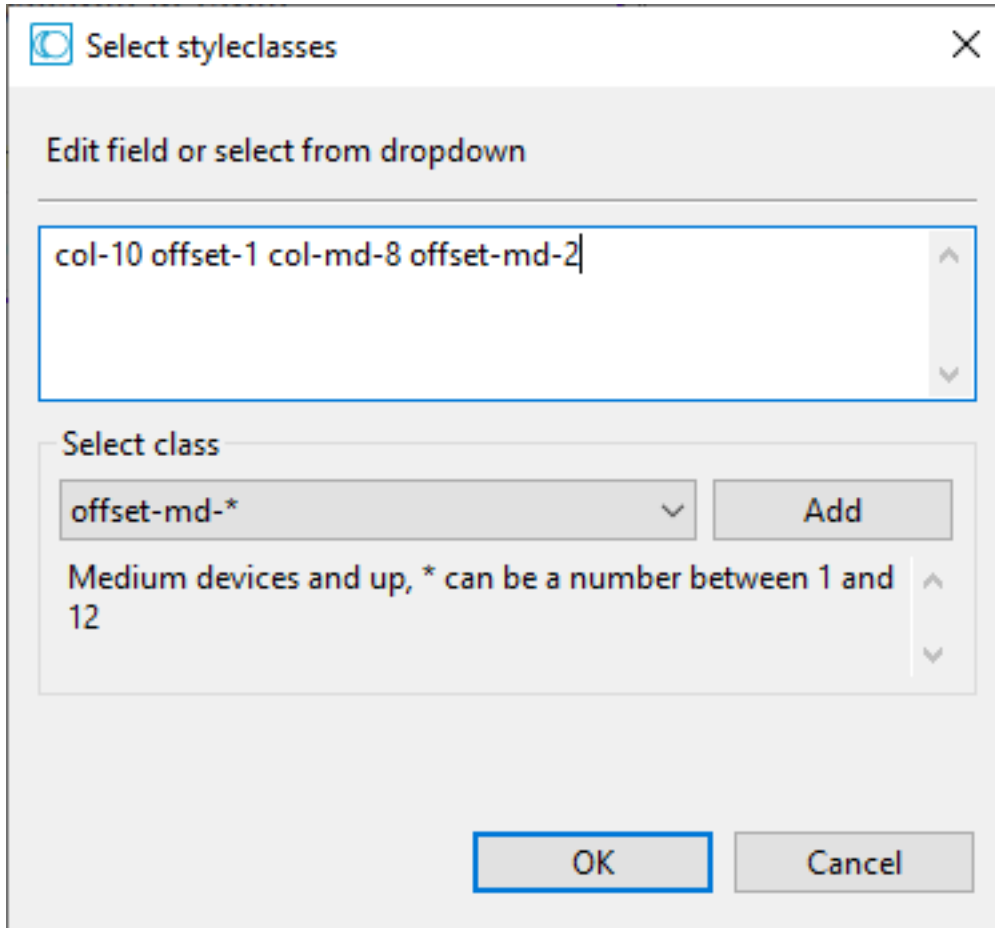 Select styleclasses
Edit field or select from dropdown
col-10 offset-1 col-md-8 offset-md-2
Select class
offset-md-*
Add
Medium devices and up, * can be a number between 1 and
12
OK
Cancel